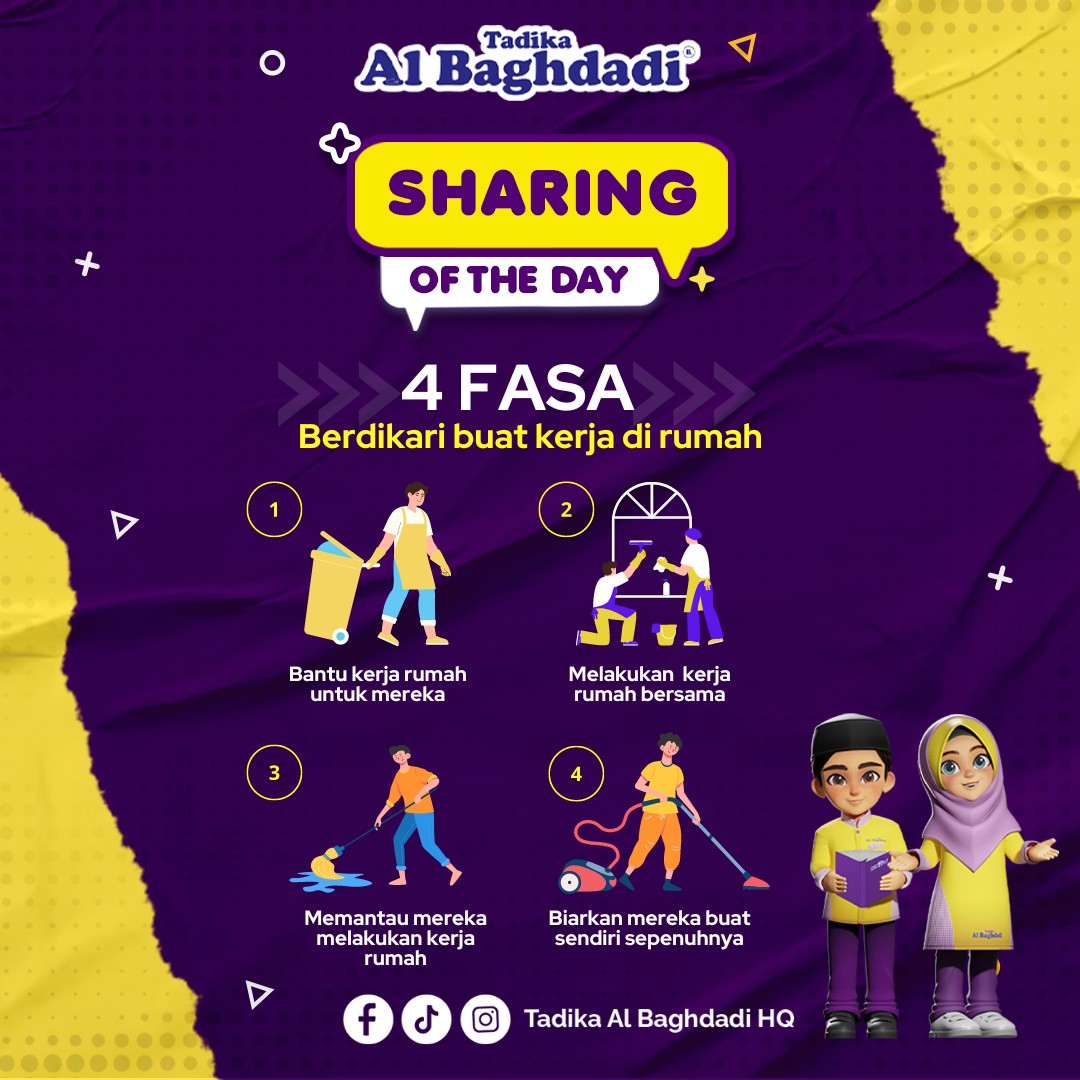 Tadika
Al Baghdadi®
SHARING
OF THE DAY
4 FASA
Berdikari buat kerja di rumah
1
Bantu kerja rumah
untuk mereka
2
Melakukan kerja
rumah bersama
3
Memantau mereka
melakukan kerja
rumah
4
Biarkan mereka buat
sendiri sepenuhnya
Al Baghdadi
Tadika Al Baghdadi HQ